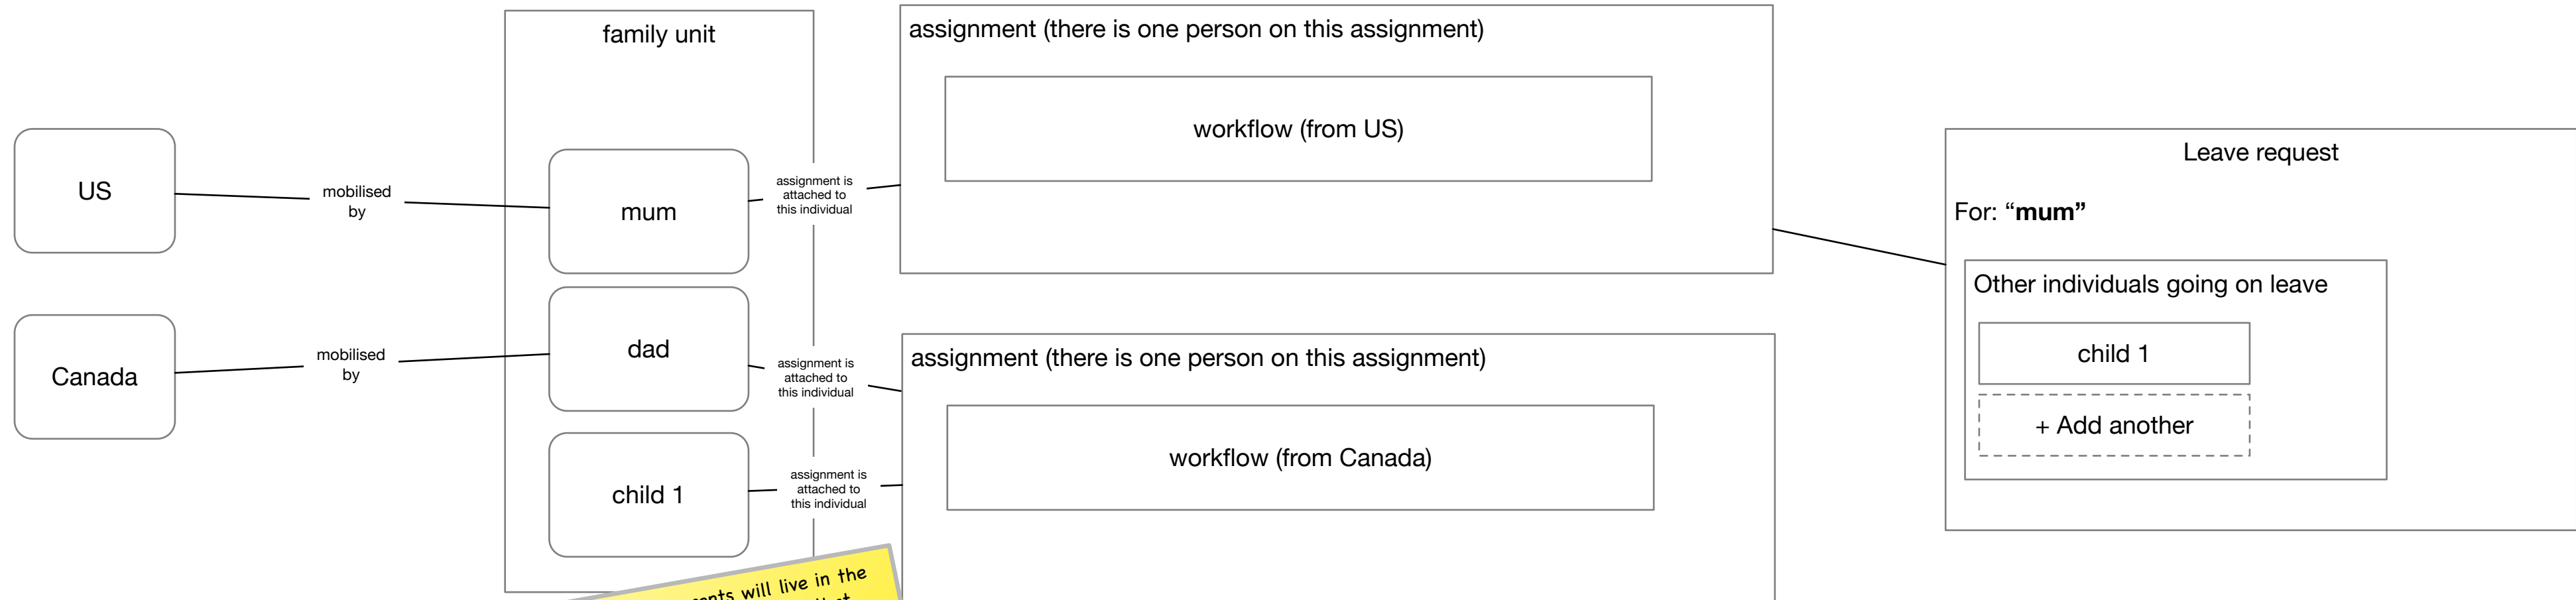 family unit
assignment (there is one person on this assignment)
workflow (from US)
US
mobilised
by
mum
assignment is
attached to
this individual
Leave request
For: “mum”
Other individuals going on leave
child 1
+ Add another
Canada
mobilised
by
dad
assignment is
attached to
this individual
assignment (there is one person on this assignment)
workflow (from Canada)
child 1
assignment is
attached to
this individual
will live in the